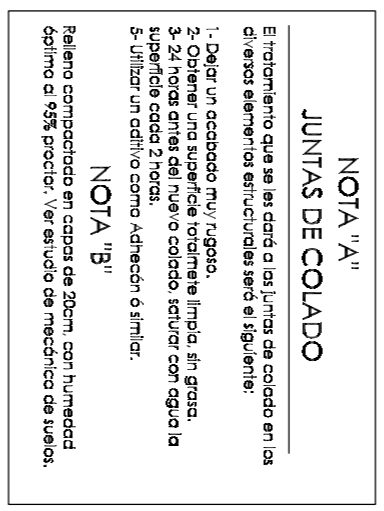 NOTA "A"
JUNTAS DE COLADO
El tratamiento que se les dará a las juntas de colado en los
diversos elementos estructurales será el siguiente:
1- Dejar un acabado muy rugoso.
2- Obtener una superficie totalmete limpia, sin grasa.
3- 24 horas antes del nuevo colado, saturar con agua la
superficie cada 2 horas.
5- Utilizar un aditivo como Adhecón ó similar.
NOTA "B"
Relleno compactado en capas de 20cm, con humedad
óptima al 95% proctor. Ver estudio de mecánica de suelos.